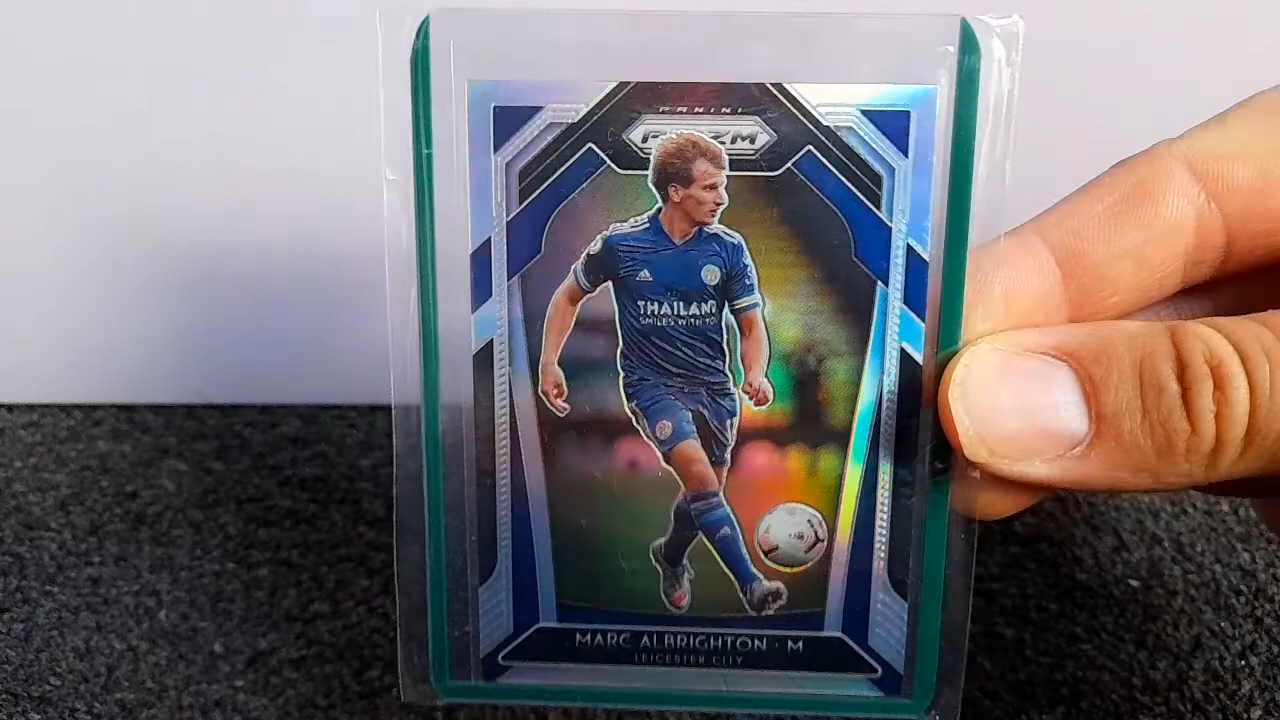 PANINI
PRIZM
THAILAND
SMILES WITH YOU
MARC ALBRIGHTON · M
LEICESTER CITY